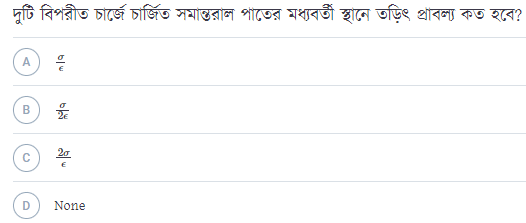 দুটি বিপরীত চার্জে চার্জিত সমান্তরাল পাতের মধ্যবর্তী স্থানে তড়িৎ প্রাবল্য কত হবে?
A σ/ϵ
B σ/2ϵ
C 2σ/ϵ
D None